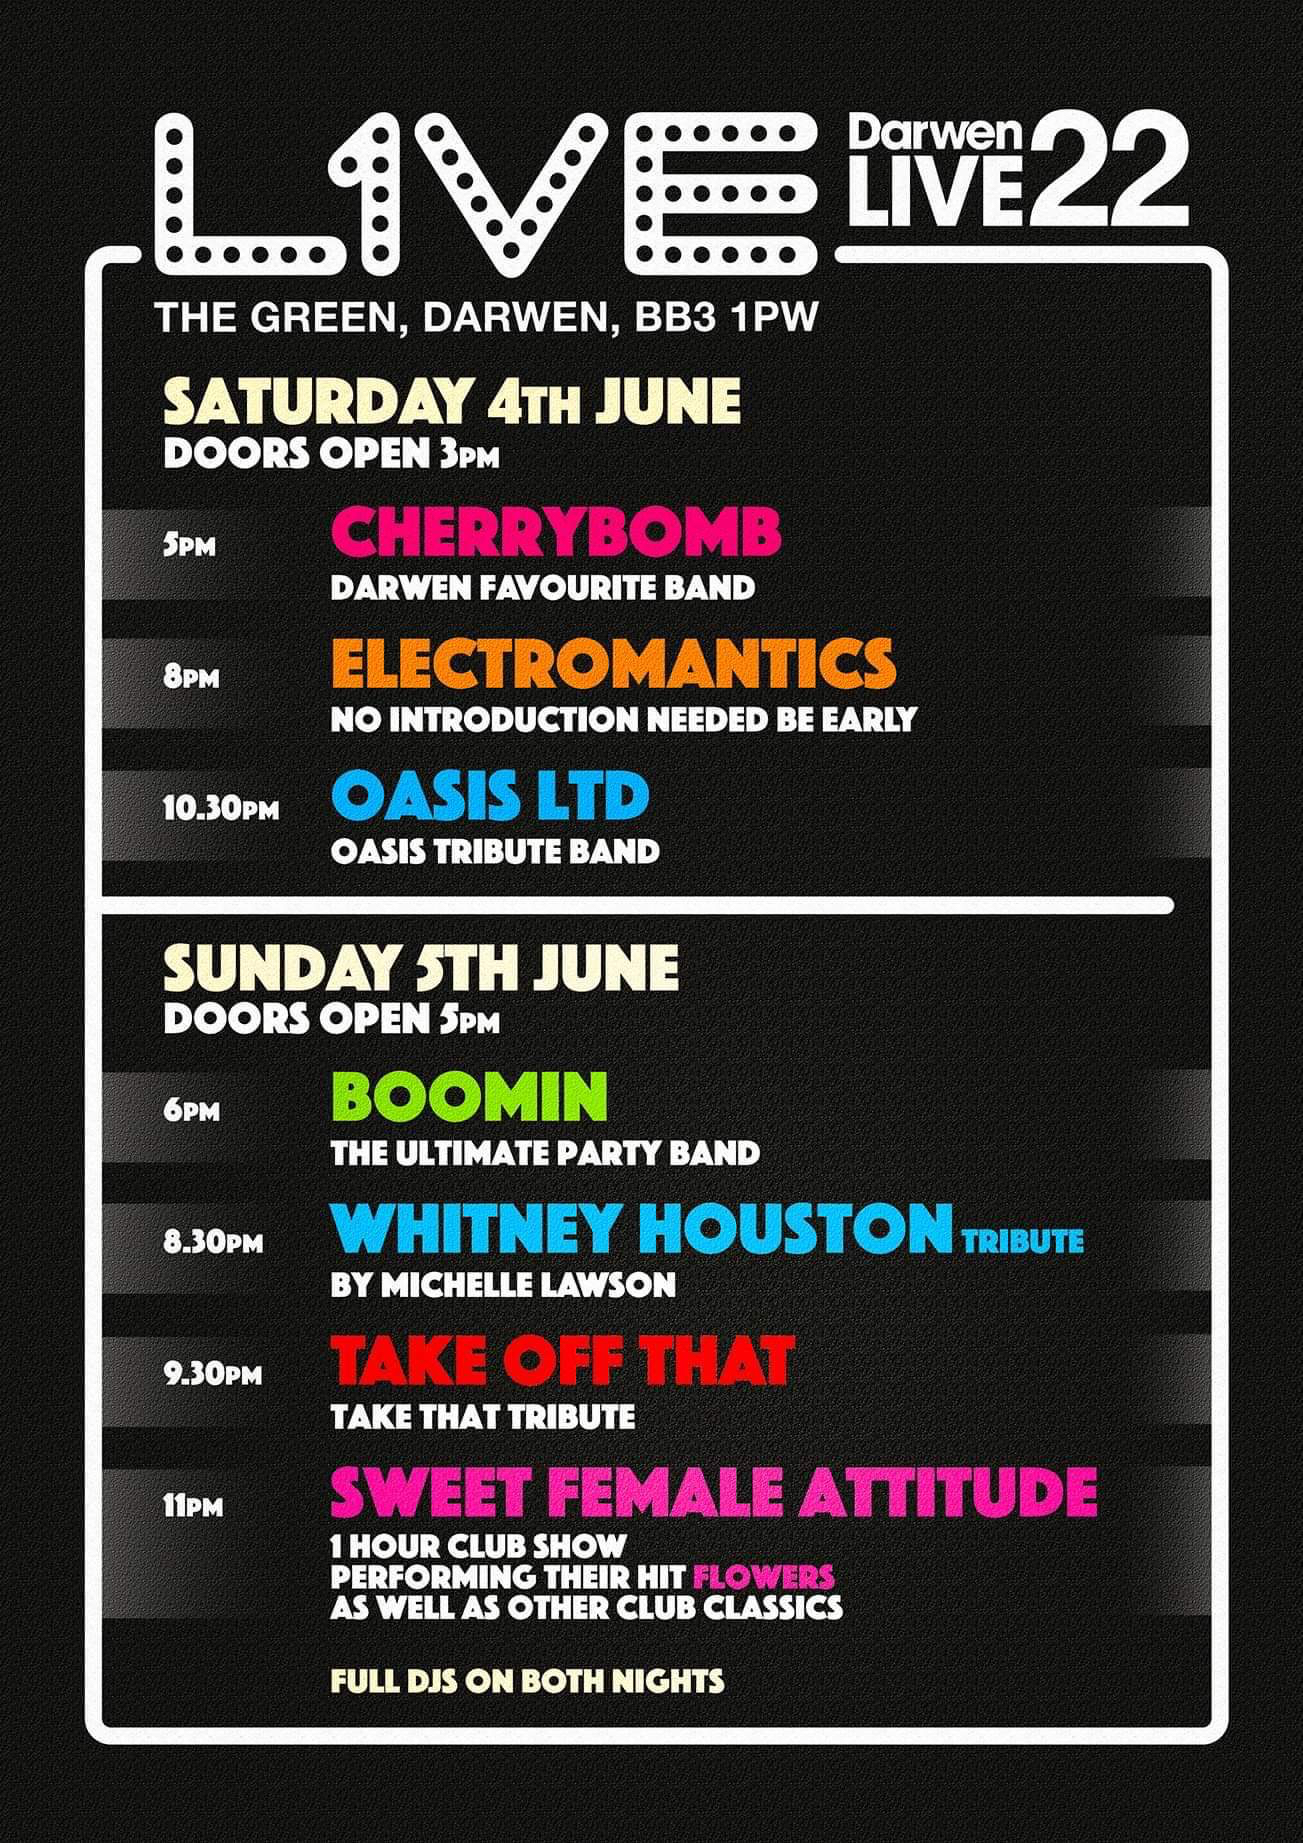 L1VE
Darwen
LIVE 22
THE GREEN, DARWEN, BB3 1PW
SATURDAY 4TH JUNE
DOORS OPEN 3PM
5PM
CHERRYBOMB
DARWEN FAVOURITE BAND
8PM
ELECTROMANTICS
NO INTRODUCTION NEEDED BE EARLY
10.30PM
OASIS LTD
OASIS TRIBUTE BAND
SUNDAY 5TH JUNE
DOORS OPEN 5PM
6PM
BOOMIN
THE ULTIMATE PARTY BAND
8.30PM
WHITNEY HOUSTON TRIBUTE
BY MICHELLE LAWSON
9.30PM
TAKE OFF THAT
TAKE THAT TRIBUTE
11PM
SWEET FEMALE ATTITUDE
1 HOUR CLUB SHOW
PERFORMING THEIR HIT FLOWERS
AS WELL AS OTHER CLUB CLASSICS
FULL DJS ON BOTH NIGHTS